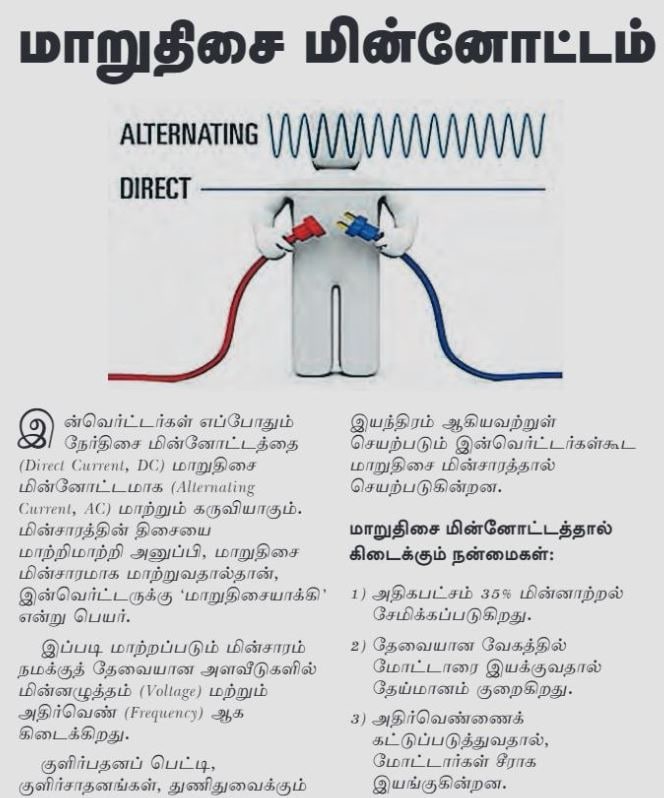 மாறுதிசை மின்னோட்டம்
ALTERNATING
DIRECT
இன்வெர்ட்டர்கள் எப்போதும்
நேர்திசை மின்னோட்டத்தை
(Direct Current, DC) மாறுதிசை
மின்னோட்டமாக (Alternating
Current, AC) மாற்றும் கருவியாகும்.
மின்சாரத்தின் திசையை
மாற்றிமாற்றி அனுப்பி, மாறுதிசை
மின்சாரமாக மாற்றுவதால்தான்,
இன்வெர்ட்டருக்கு ‘மாறுதிசையாக்கி’
என்று பெயர்.
இப்படி மாற்றப்படும் மின்சாரம்
நமக்குத் தேவையான அளவீடுகளில்
மின்னழுத்தம் (Voltage) மற்றும்
அதிர்வெண் (Frequency) ஆக
கிடைக்கிறது.
குளிர்பதனப் பெட்டி,
குளிர்சாதனங்கள், துணிதுவைக்கும்
இயந்திரம் ஆகியவற்றுள்
செயற்படும் இன்வெர்ட்டர்கள்கூட
மாறுதிசை மின்சாரத்தால்
செயற்படுகின்றன.
மாறுதிசை மின்னோட்டத்தால்
கிடைக்கும் நன்மைகள்:
1) அதிகபட்சம் 35% மின்னாற்றல்
சேமிக்கப்படுகிறது.
2) தேவையான வேகத்தில்
மோட்டாரை இயக்குவதால்
தேய்மானம் குறைகிறது.
3) அதிர்வெண்ணைக்
கட்டுப்படுத்துவதால்,
மோட்டார்கள் சீராக
இயங்குகின்றன.